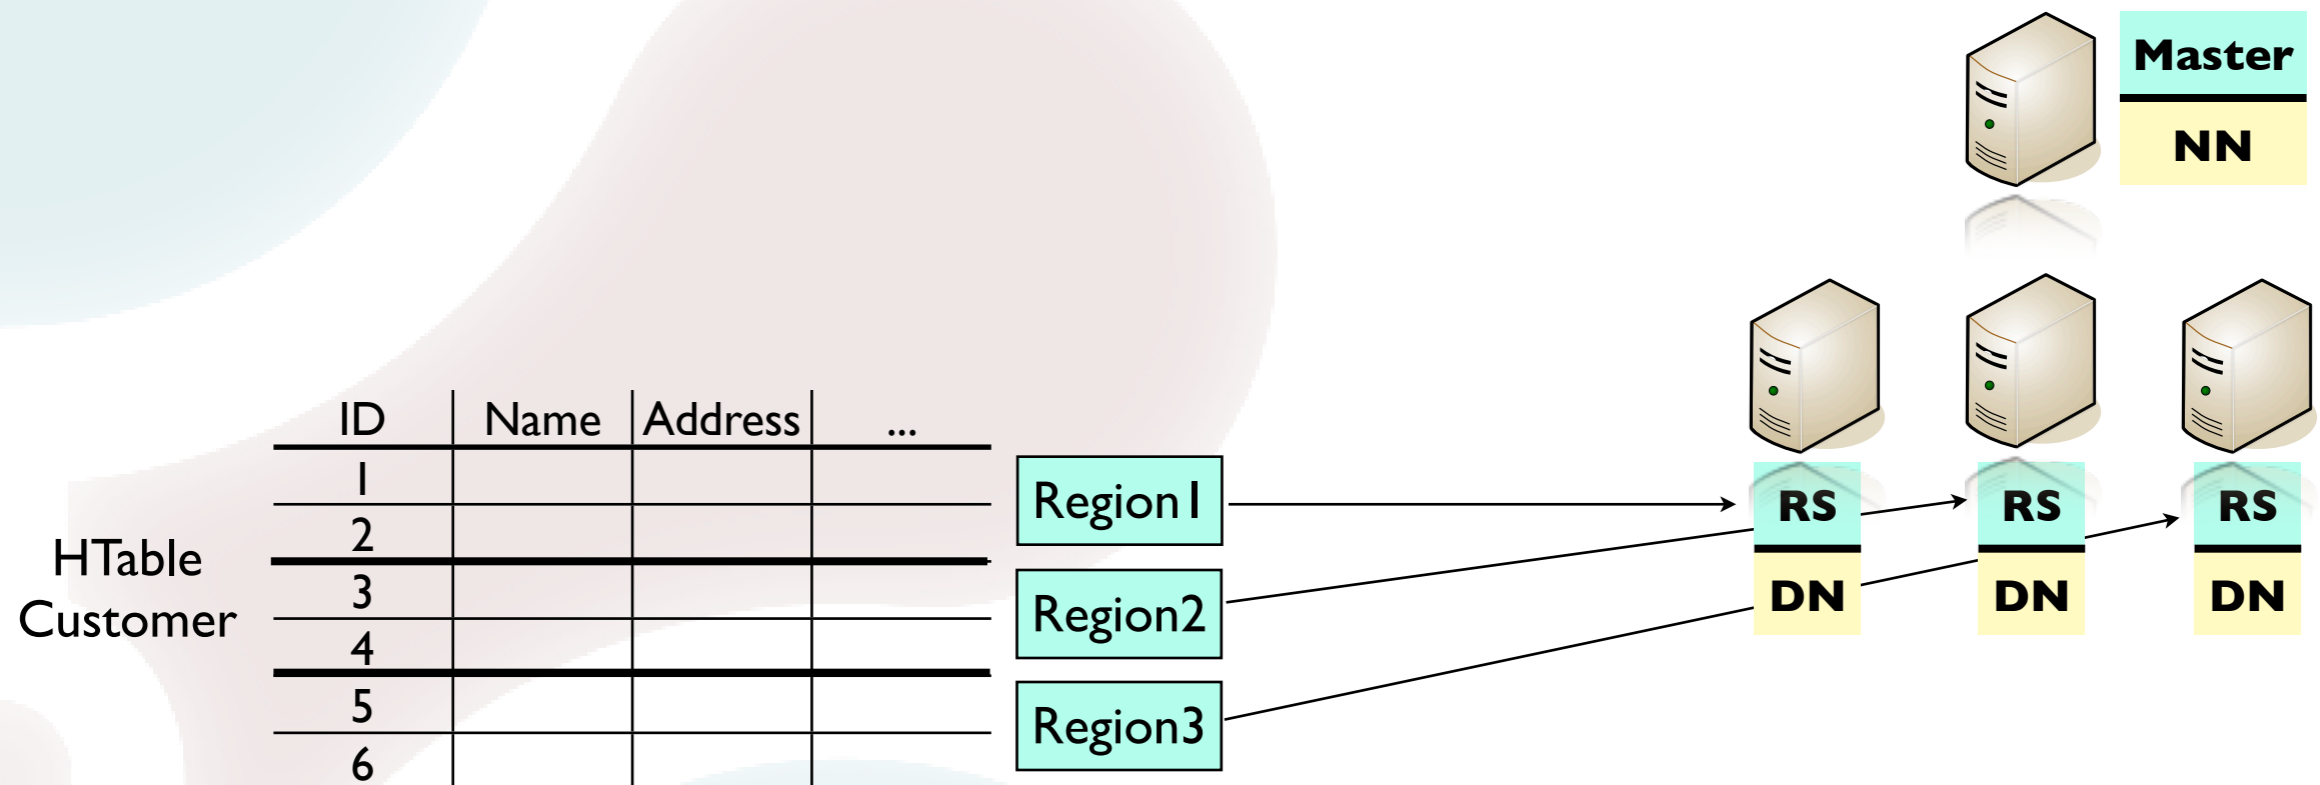 Master
NN
ID Name Address ...
1
2
3
4
5
6
HTable
Customer
Region1
Region2
Region3
RS RS RS
DN DN DN